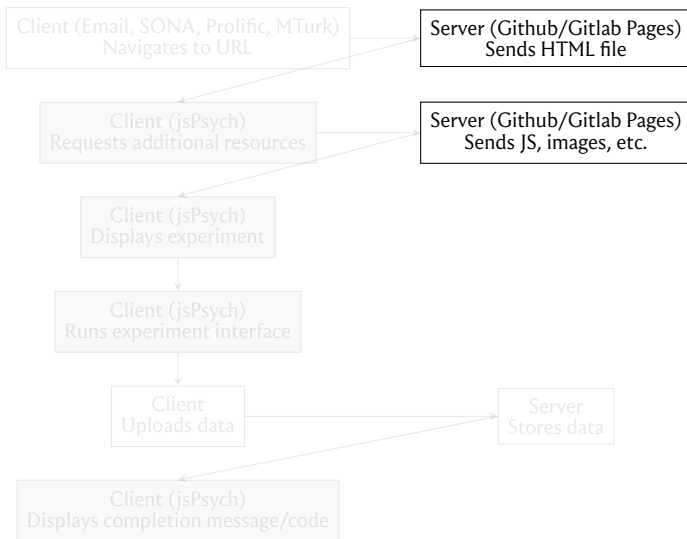 Client (Email, SONA, Prolific, MTurk)
Navigates to URL
Server (Github/Gitlab Pages)
Sends HTML file
Client (jsPsych)
Requests additional resources
Server (Github/Gitlab Pages)
Sends JS, images, etc.
Client (jsPsych)
Displays experiment
Client (jsPsych)
Runs experiment interface
Client
Uploads data
Server
Stores data
Client (jsPsych)
Displays completion message/code